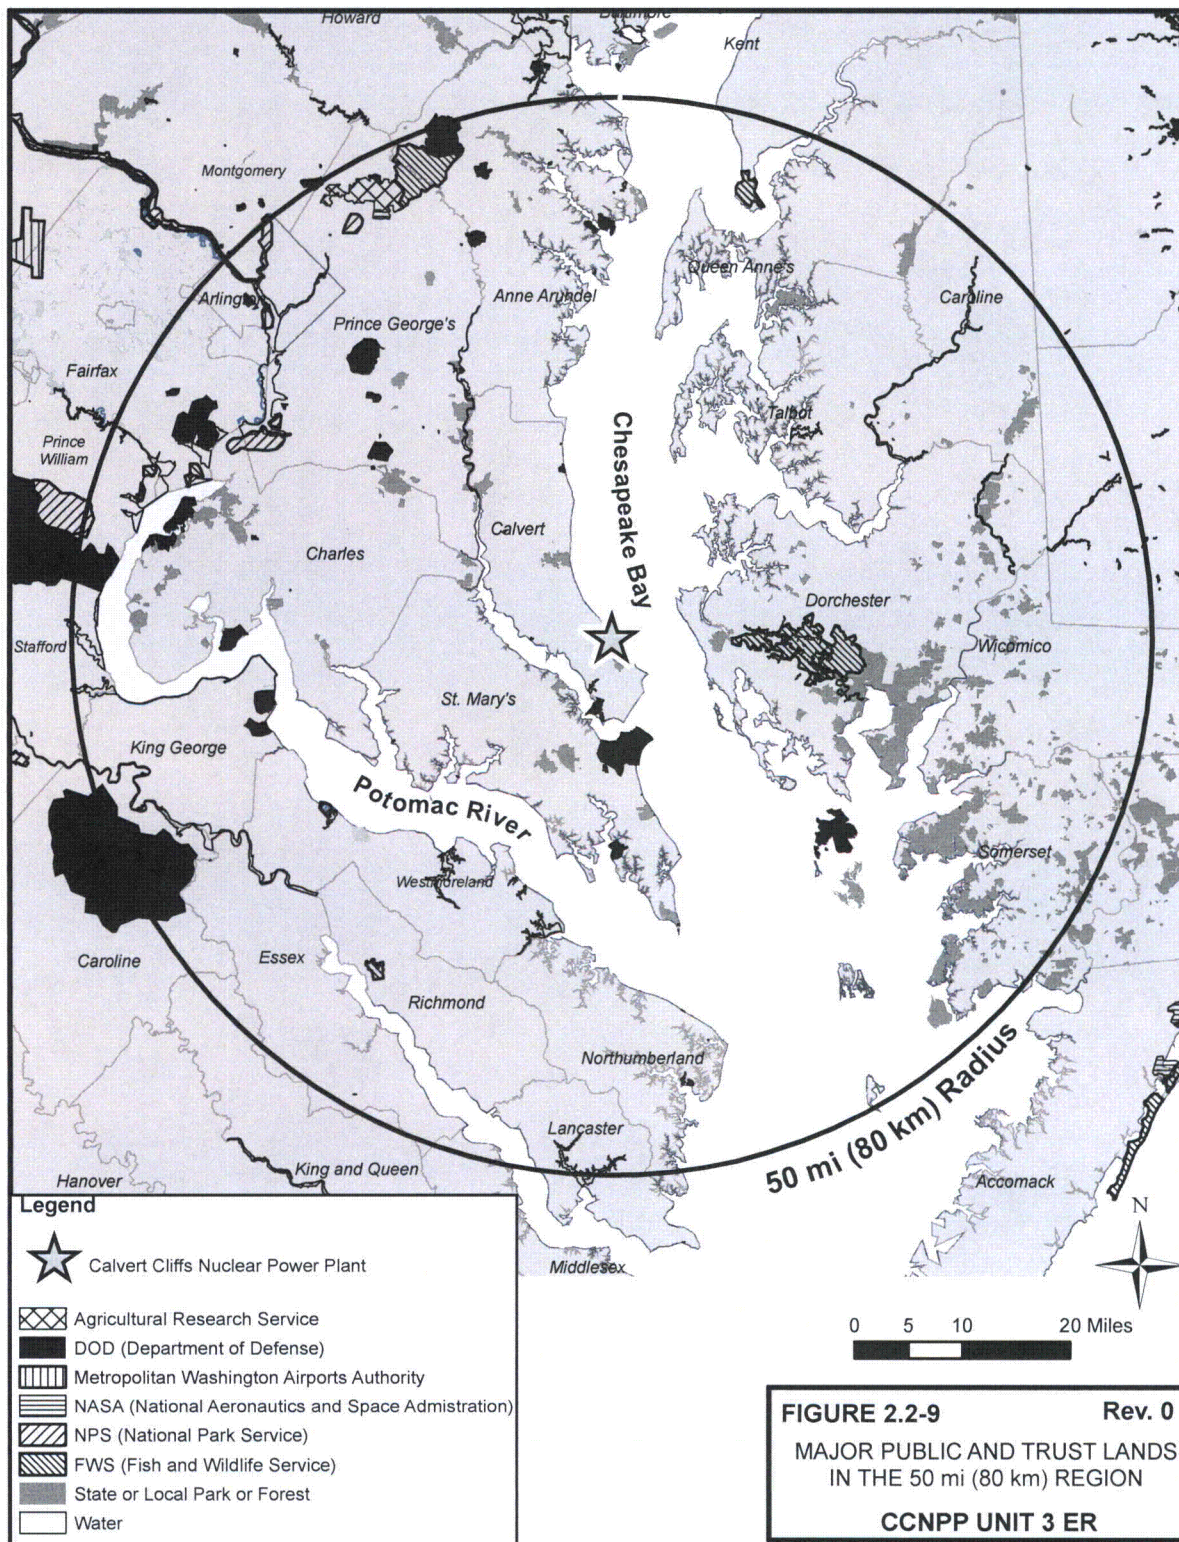 Howard
Baltimore
Kent
Montgomery
Queen Anne's
Arlington
Anne Arundel
Caroline
Prince George's
Fairfax
Talbot
Prince
William
Chesapeake Bay
Calvert
Charles
Dorchester
Stafford
Wicomico
St. Mary's
King George
Potomac River
Somerset
Westmoreland
Caroline
Essex
Richmond
Northumberland
50 mi (80 km) Radius
Lancaster
King and Queen
Hanover
Accomack
Middlesex
N
Legend
Calvert Cliffs Nuclear Power Plant
Agricultural Research Service
DOD (Department of Defense)
Metropolitan Washington Airports Authority
NASA (National Aeronautics and Space Admistration)
NPS (National Park Service)
FWS (Fish and Wildlife Service)
State or Local Park or Forest
Water
0 5 10 20 Miles
FIGURE 2.2-9 Rev. 0
MAJOR PUBLIC AND TRUST LANDS
IN THE 50 mi (80 km) REGION
CCNPP UNIT 3 ER